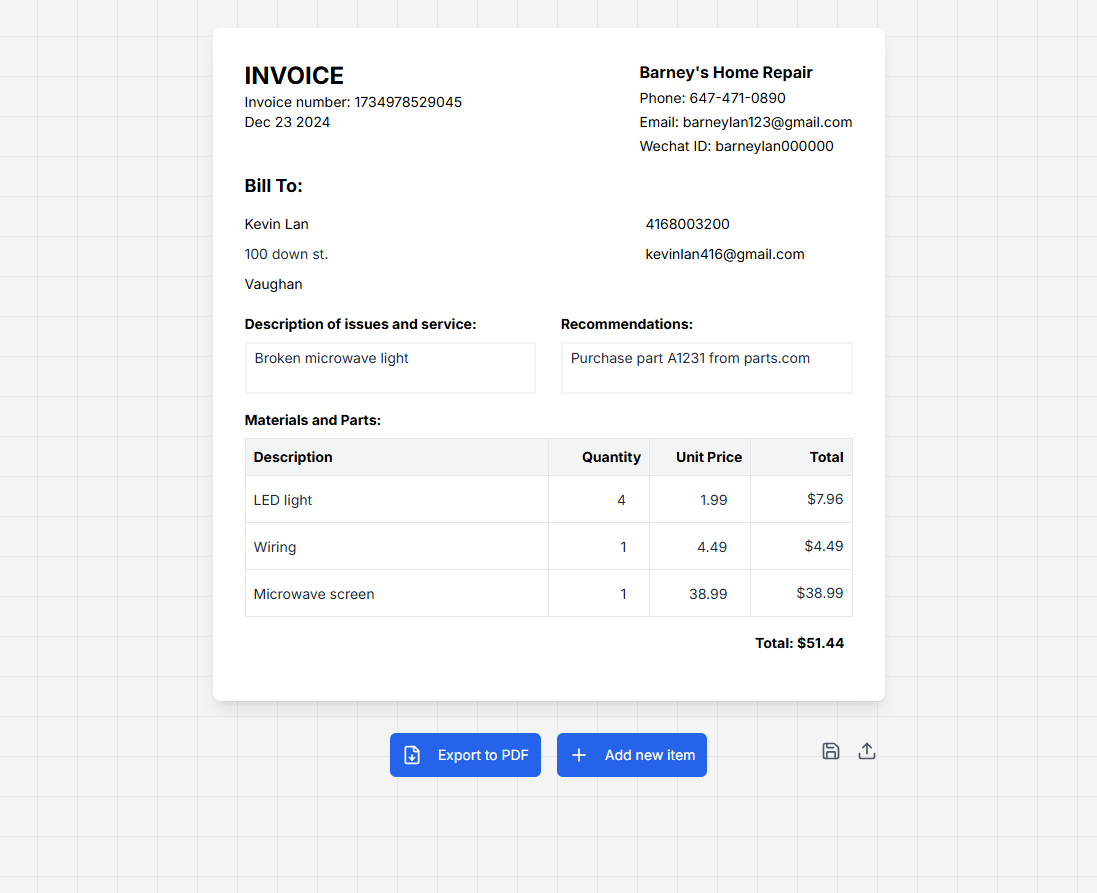 INVOICE
Invoice number: 1734978529045
Dec 23 2024
Barney's Home Repair
Phone: 647-471-0890
Email: barneylan123@gmail.com
Wechat ID: barneylan000000
Bill To:
Kevin Lan
100 down st.
Vaughan
4168003200
kevinlan416@gmail.com
Description of issues and service:
Broken microwave light
Recommendations:
Purchase part A1231 from parts.com
Materials and Parts:
Description Quantity Unit Price Total
LED light 4 1.99 $7.96
Wiring 1 4.49 $4.49
Microwave screen 1 38.99 $38.99
Total: $51.44
Export to PDF
Add new item